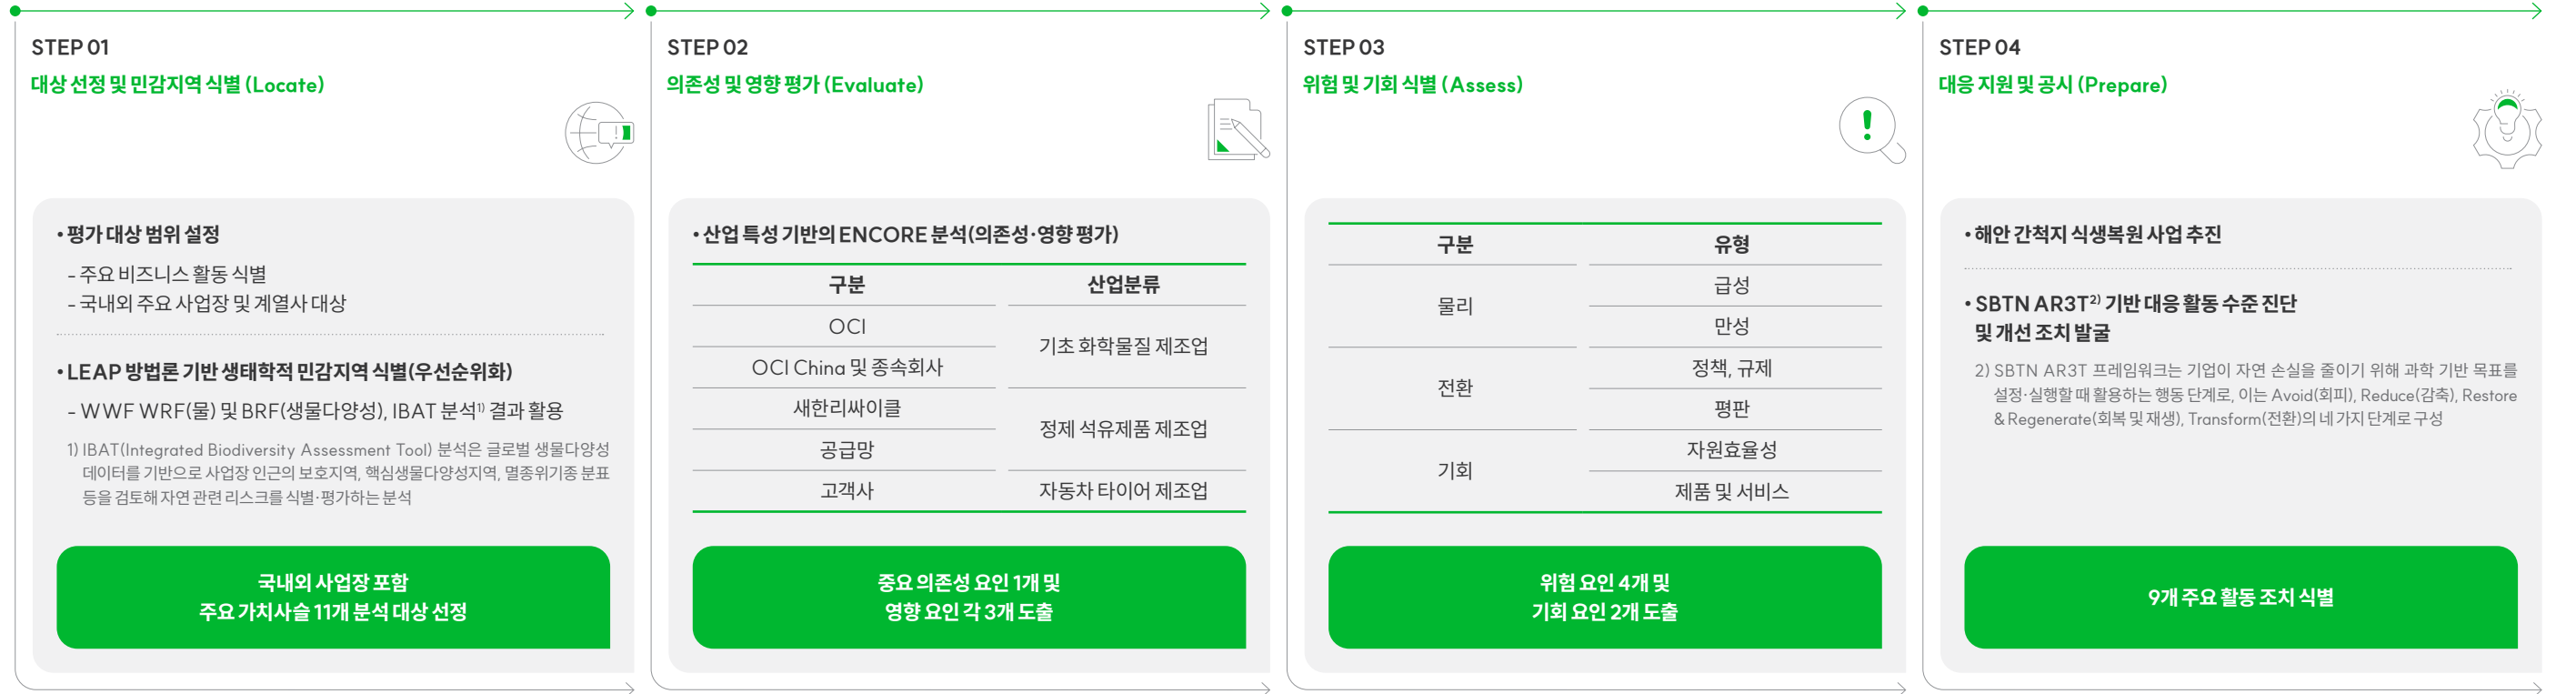 STEP 01
대상 선정 및 민감지역 식별 (Locate)
• 평가 대상 범위 설정
- 주요 비즈니스 활동 식별
- 국내외 주요 사업장 및 계열사 대상
• LEAP 방법론 기반 생태학적 민감지역 식별(우선순위화)
- WWF WRF(물) 및 BRF(생물다양성), IBAT 분석1) 결과 활용
1) IBAT(Integrated Biodiversity Assessment Tool) 분석은 글로벌 생물다양성
데이터를 기반으로 사업장 인근의 보호지역, 핵심생물다양성지역, 멸종위기종 분포
등을 검토해 자연 관련 리스크를 식별·평가하는 분석
국내외 사업장 포함
주요 가치사슬 11개 분석 대상 선정
STEP 02
의존성 및 영향 평가 (Evaluate)
• 산업 특성 기반의 ENCORE 분석(의존성·영향 평가)
구분 산업분류
OCI
기초 화학물질 제조업
OCI China 및 종속회사
새한리싸이클
정제 석유제품 제조업
공급망
고객사 자동차 타이어 제조업
중요 의존성 요인 1개 및
영향 요인 각 3개 도출
STEP 03
위험 및 기회 식별 (Assess)
구분 유형
물리 급성
만성
전환 정책, 규제
평판
기회 자원효율성
제품 및 서비스
위험 요인 4개 및
기회 요인 2개 도출
STEP 04
대응 지원 및 공시 (Prepare)
• 해안 간척지 식생복원 사업 추진
• SBTN AR3T2) 기반 대응 활동 수준 진단
및 개선 조치 발굴
2) SBTN AR3T 프레임워크는 기업이 자연 손실을 줄이기 위해 과학 기반 목표를
설정·실행할 때 활용하는 행동 단계로, 이는 Avoid(회피), Reduce(감축), Restore
& Regenerate(회복 및 재생), Transform(전환)의 네 가지 단계로 구성
9개 주요 활동 조치 식별